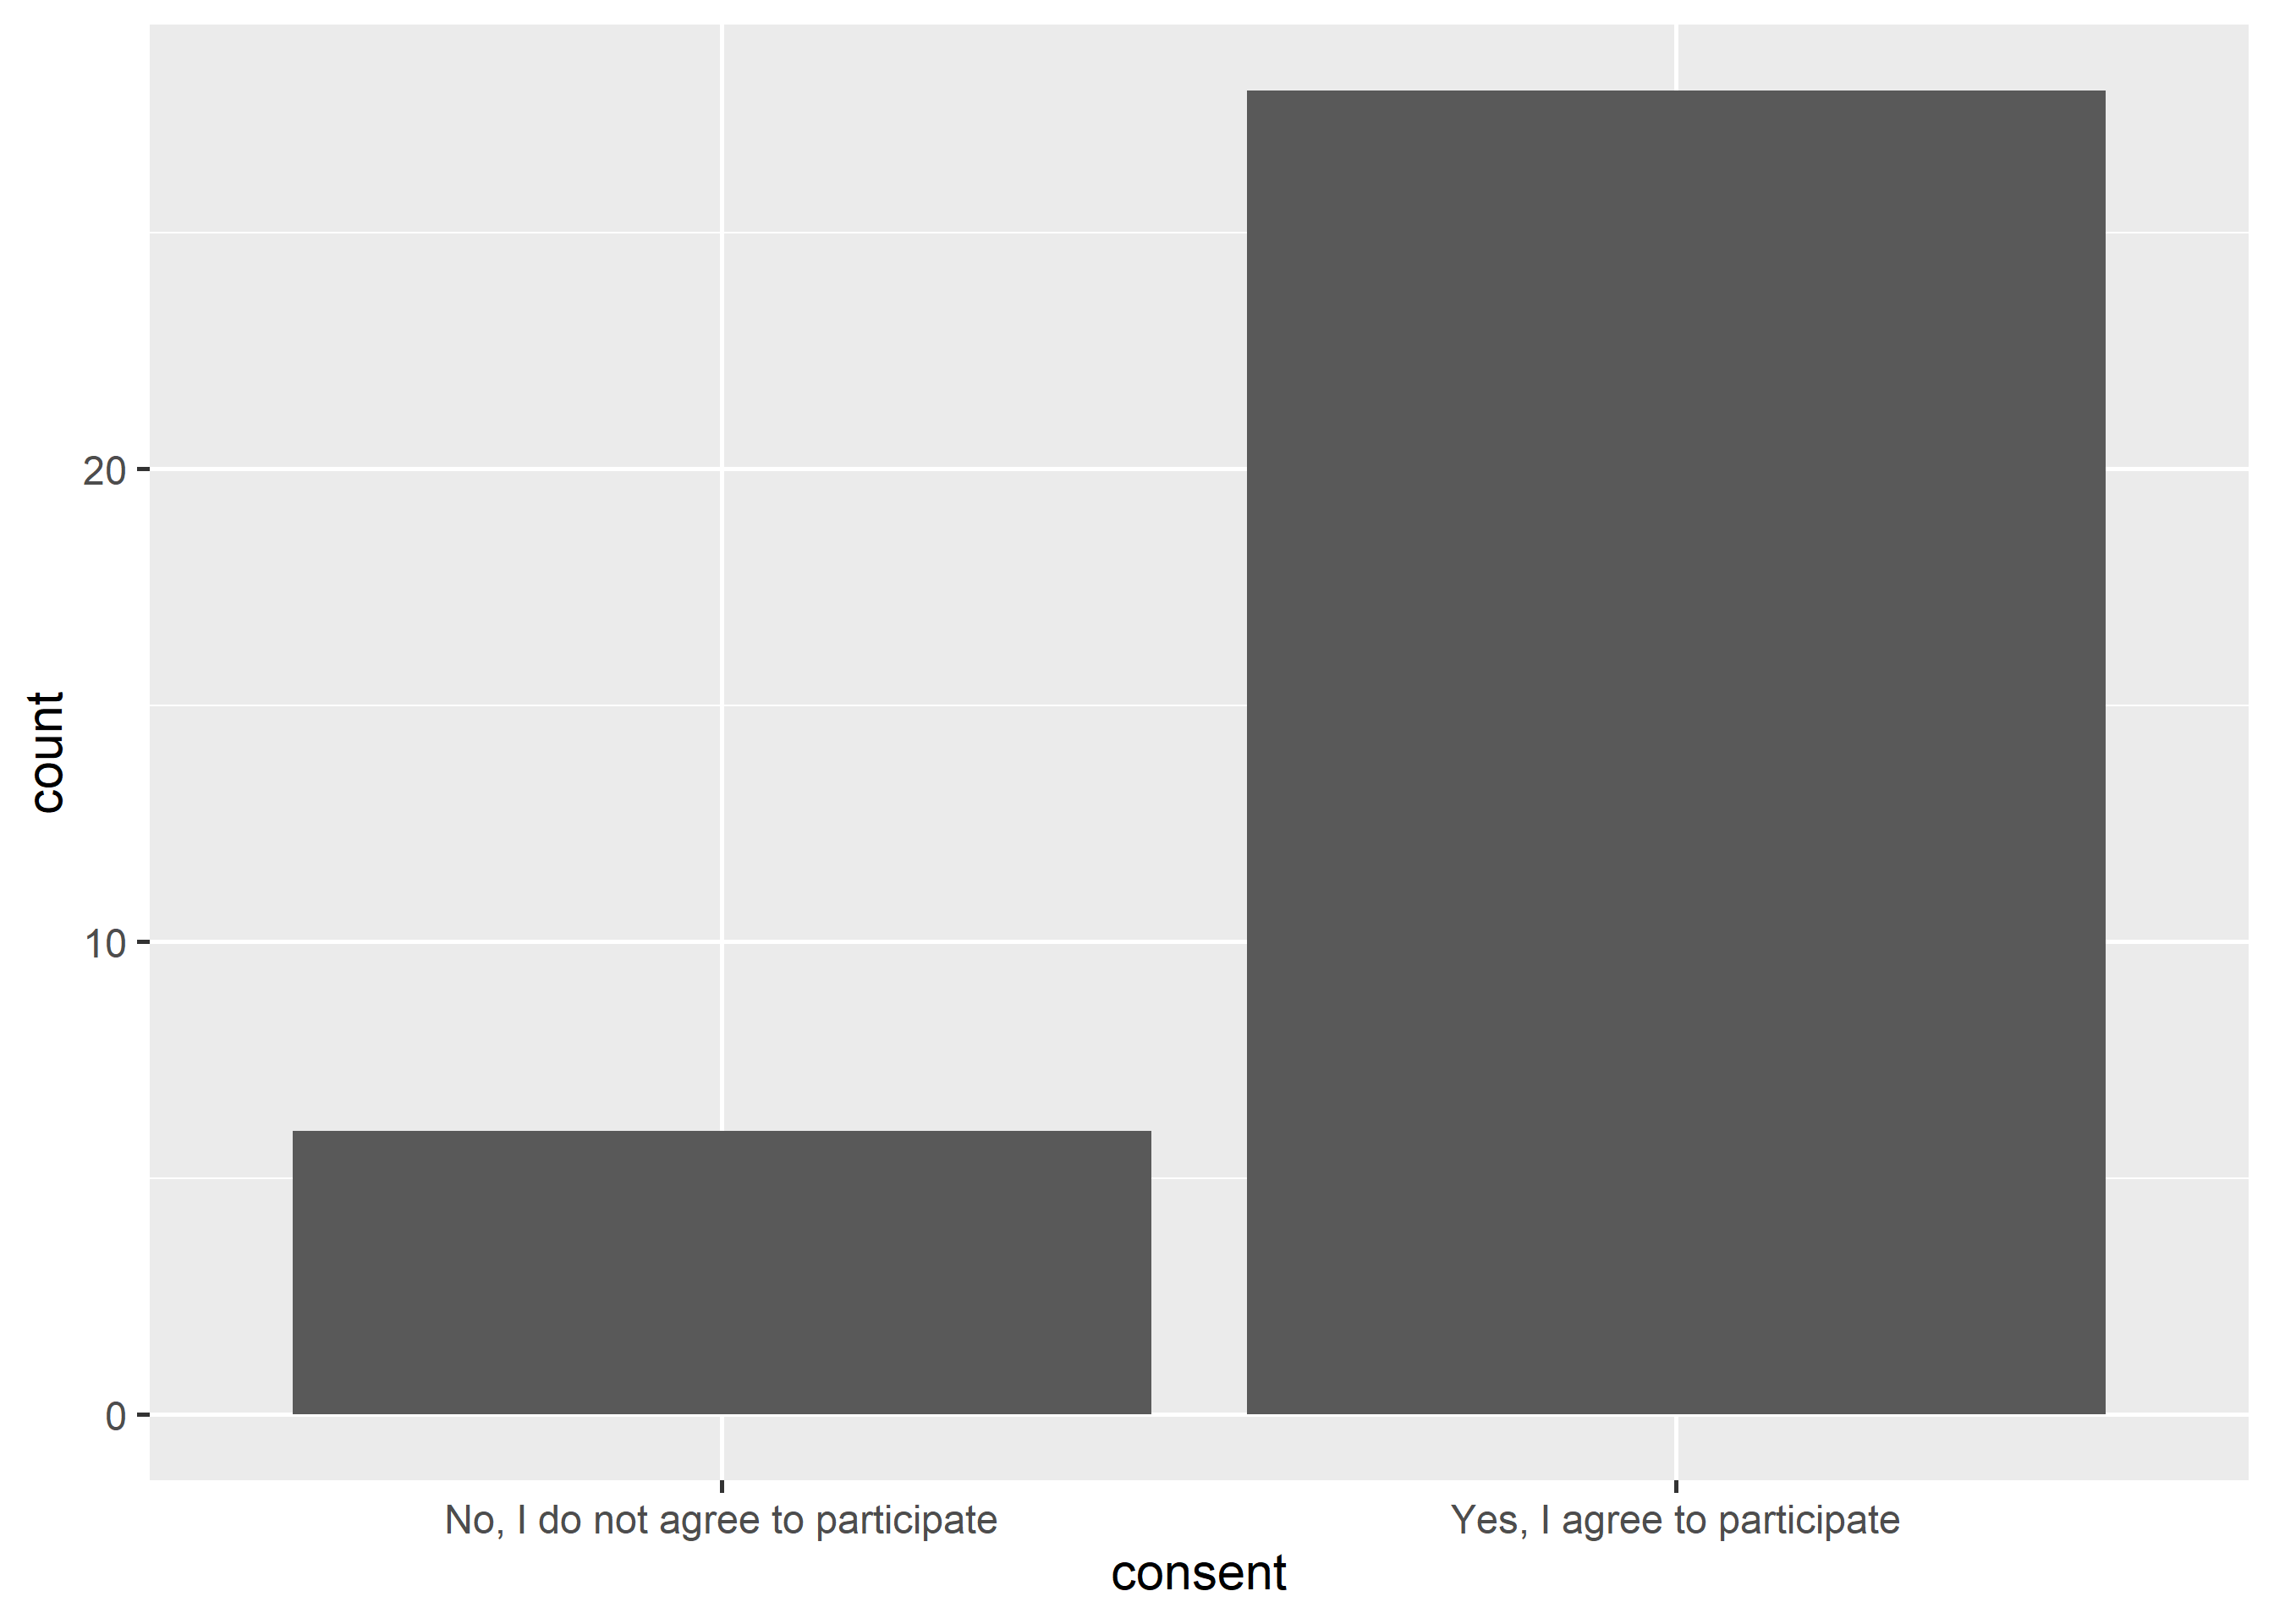 count
20
10
0
No, I do not agree to participate
Yes, I agree to participate
consent